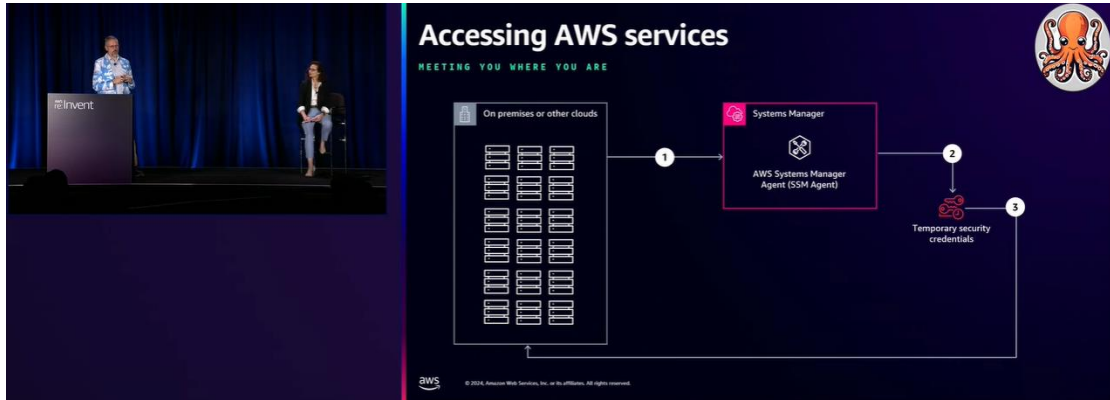 aws
re:Invent
Accessing AWS services
MEETING YOU WHERE YOU ARE
On premises or other clouds
1
Systems Manager
AWS Systems Manager
Agent (SSM Agent)
2
3
Temporary security
credentials
aws
© 2024, Amazon Web Services, Inc. or its affiliates. All rights reserved.